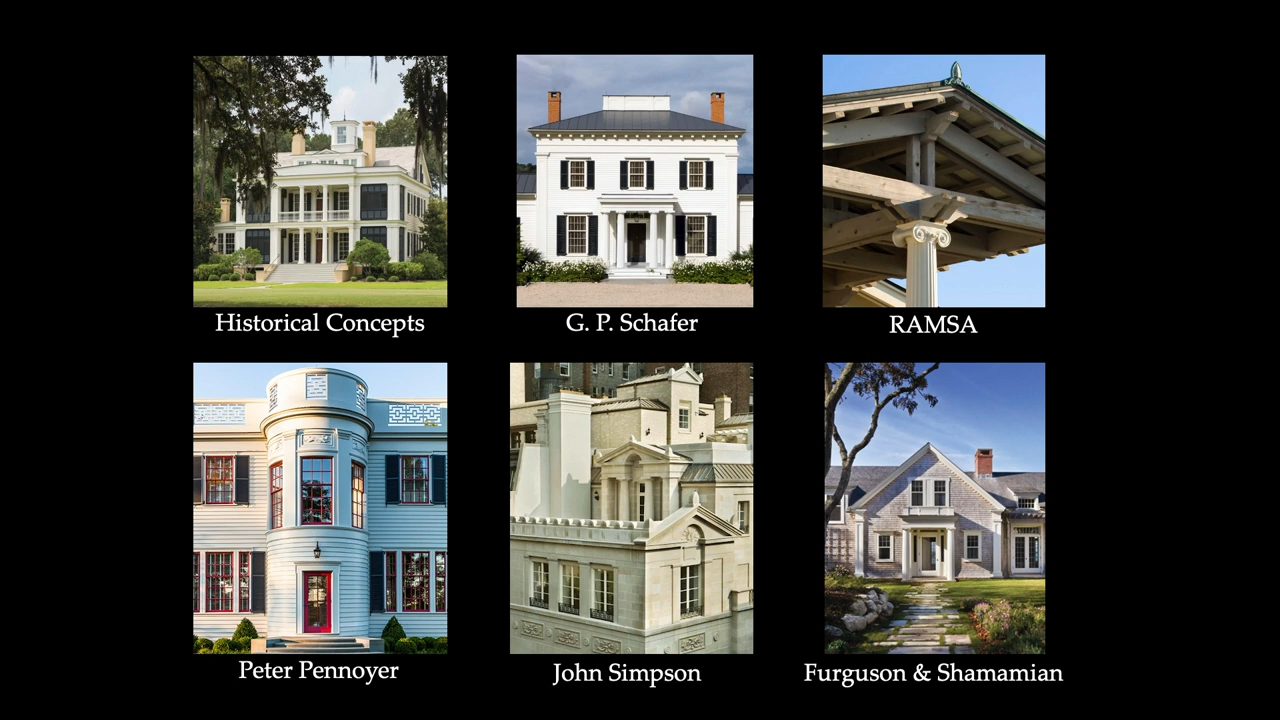 Historical Concepts
G. P. Schafer
RAMSA
Peter Pennoyer
John Simpson
Furguson & Shamamian